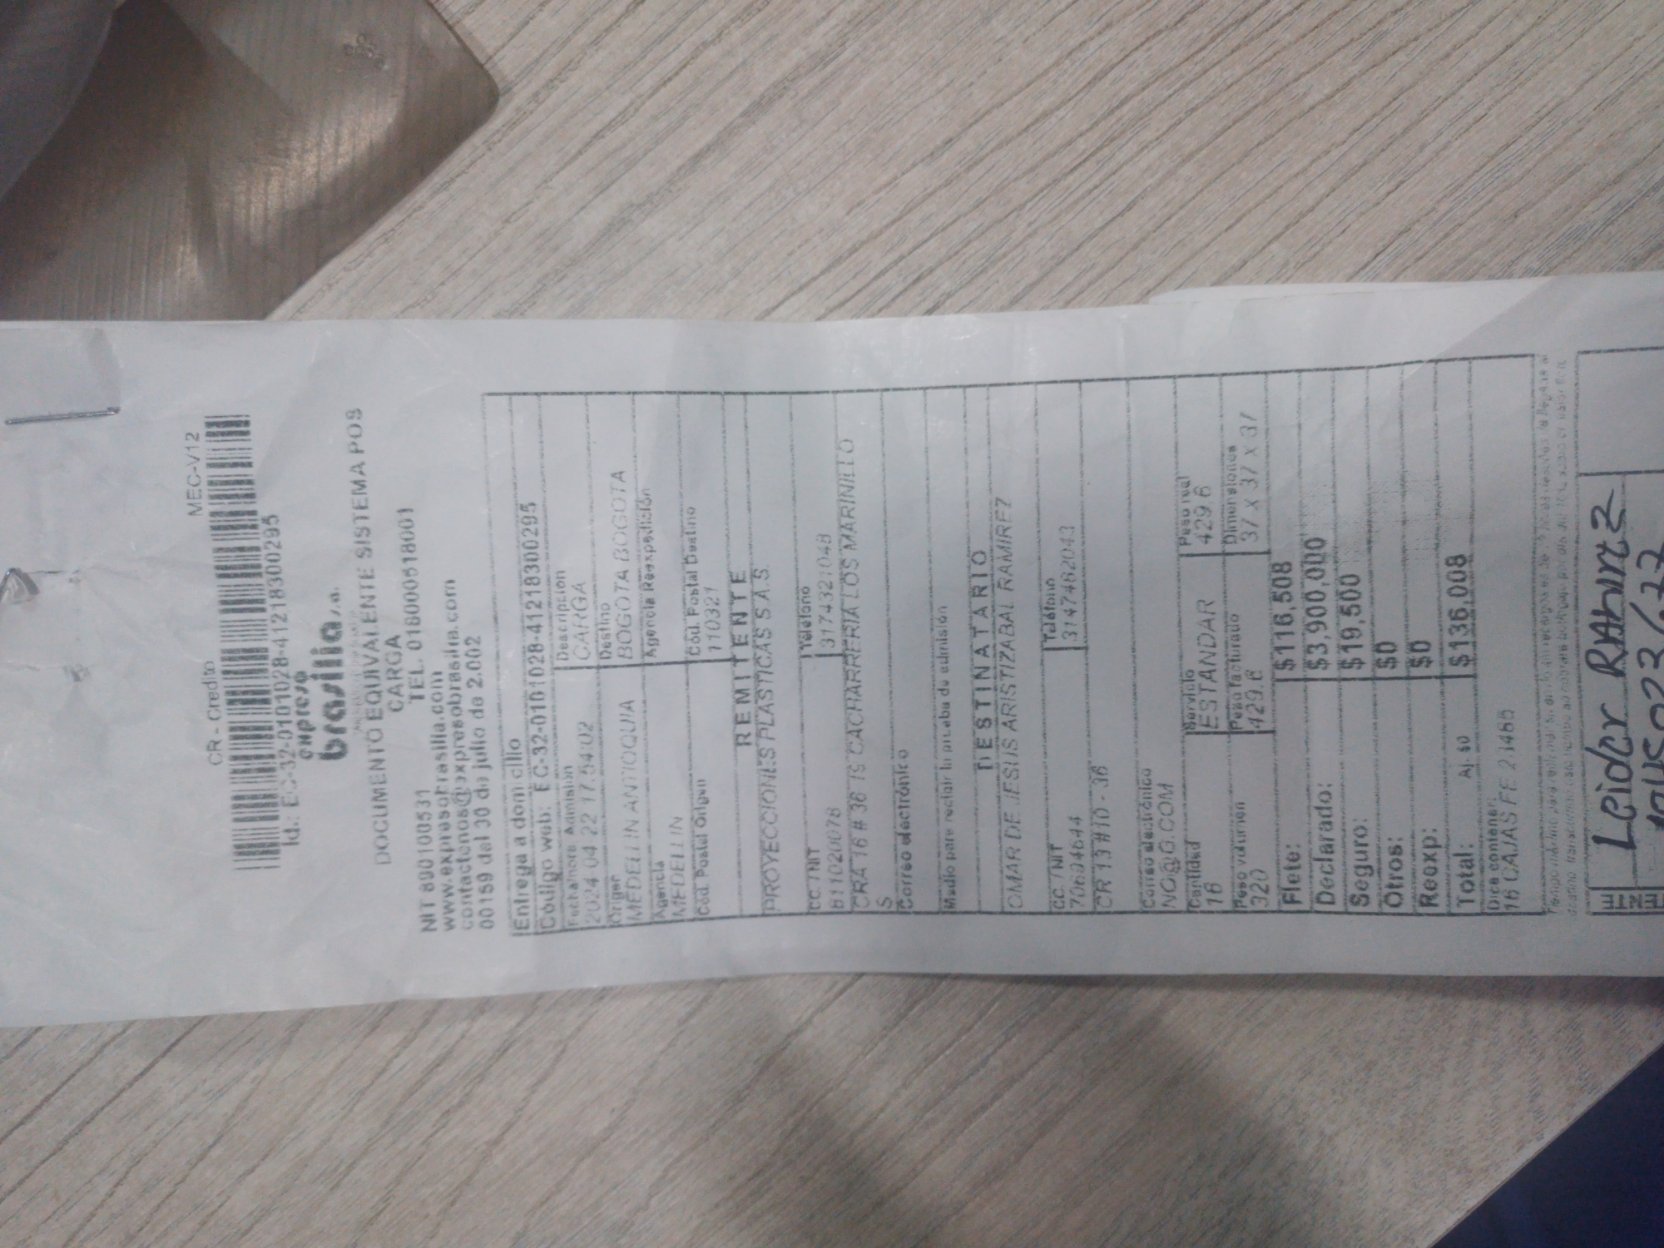 MEC-V12
CR - Credito
Id.: EC-32-0101028-41218300295
expreso
brasilia s.a.
DOCUMENTO EQUIVALENTE SISTEMA POS
CARGA
NIT 890100531 TEL. 018000518001
www.expresobrasilia.com
contactenos@expresobrasilia.com
00159 del 30 de julio de 2.002
Entrega a domicilio
Codigo web: EC-32-0101028-41218300295
Fecha/hora Admisión Descripción
2024 04 22 17:54:02 CARGA
Origen Destino
MEDELLIN ANTIOQUIA BOGOTA BOGOTA
Agencia Agencia Reexpedición
MEDELLIN
Cód. Postal Origen Cód. Postal Destino
110321
REMITENTE
PROYECCIONES PLASTICAS S.A.S.
CC. / NIT Teléfono
811020078 3174321048
CRA 16 # 36 15 CACHARRERIA LOS MARINILLO
S
Correo electrónico
Medio para recibir la prueba de admisión
DESTINATARIO
OMAR DE JESUS ARISTIZABAL RAMIREZ
CC. / NIT Teléfono
70694644 3147462043
CR 13 #10 - 36
Correo electrónico
NO@G.COM
Cantidad Servicio Peso real
16 ESTANDAR 429.6
Peso volumen Peso facturado Dimensiones
320 429.6 37 x 37 x 37
Flete: $116,508
Declarado: $3,900,000
Seguro: $19,500
Otros: $0
Reexp: $0
Total: Aj. $0 $136,008
Dice contener:
16 CAJAS FE 21465
Leidar RAMIREZ